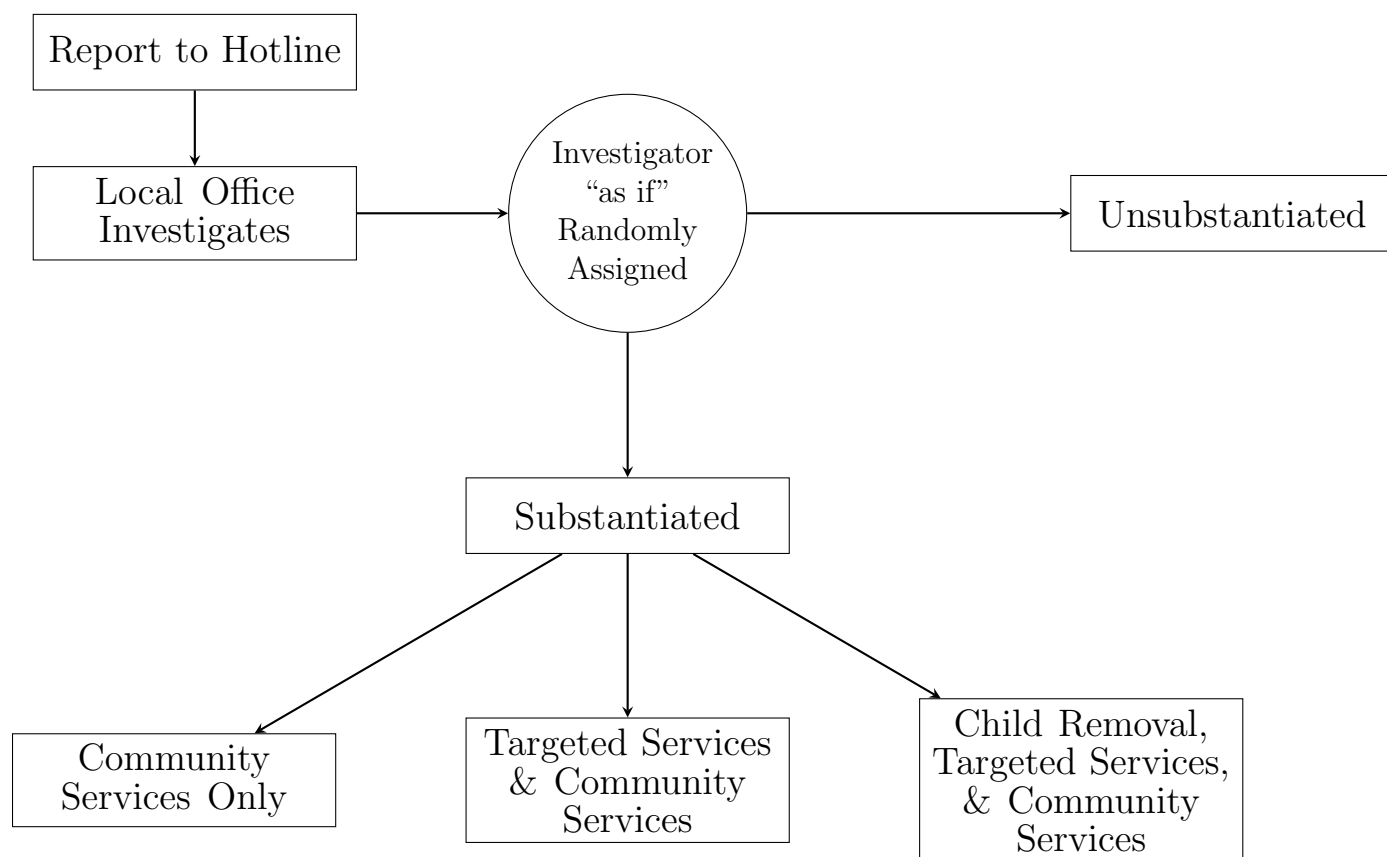 Report to Hotline
Local Office
Investigates
Investigator
“as if”
Randomly
Assigned
Unsubstantiated
Substantiated
Community
Services Only
Targeted Services
& Community
Services
Child Removal,
Targeted Services,
& Community
Services